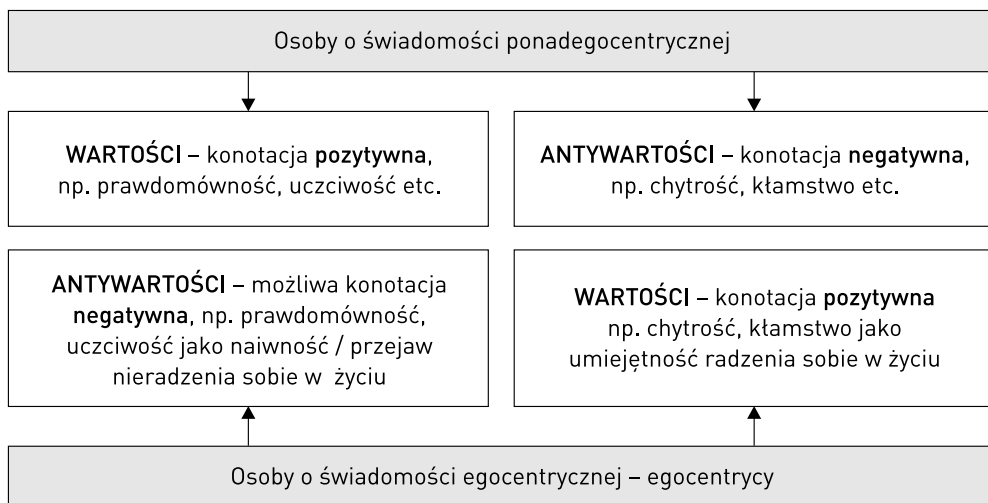 Osoby o świadomości ponadegocentrycznej
WARTOŚCI – konotacja pozytywna,
np. prawdomówność, uczciwość etc.
ANTYWARTOŚCI – konotacja negatywna,
np. chytrość, kłamstwo etc.
ANTYWARTOŚCI – możliwa konotacja
negatywna, np. prawdomówność,
uczciwość jako naiwność / przejaw
nieradzenia sobie w życiu
WARTOŚCI – konotacja pozytywna
np. chytrość, kłamstwo jako
umiejętność radzenia sobie w życiu
Osoby o świadomości egocentrycznej – egocentrycy